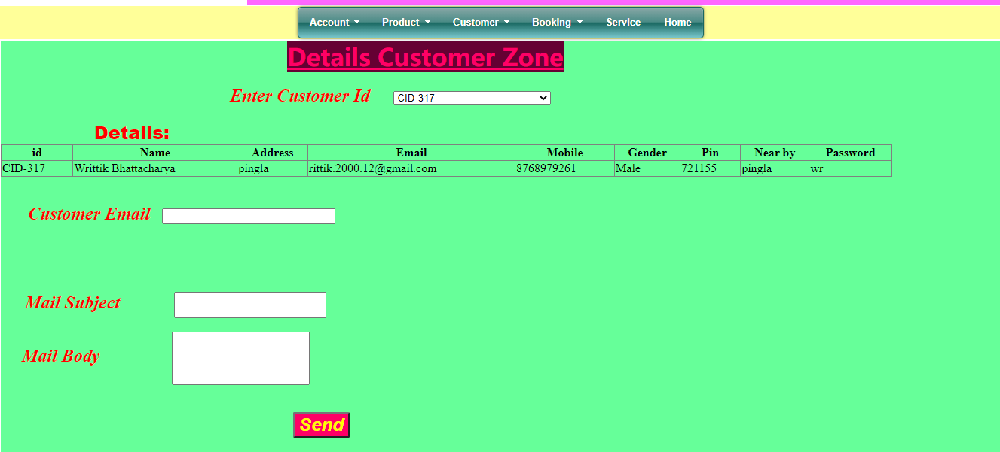 Account Product Customer Booking Service Home
Details Customer Zone
Enter Customer Id CID-317
Details:
id Name Address Email Mobile Gender Pin Near by Password
CID-317 Writtik Bhattacharya pingla rittik.2000.12@gmail.com 8768979261 Male 721155 pingla wr
Customer Email
Mail Subject
Mail Body
Send